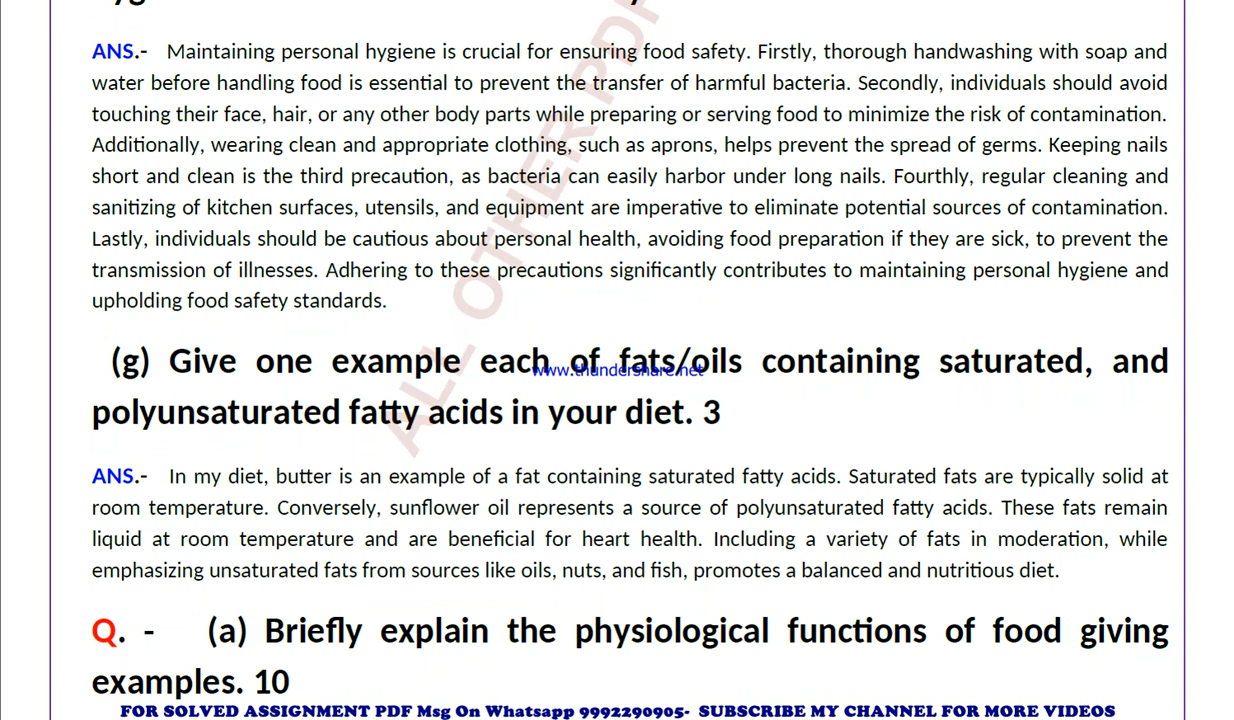 ANS.- Maintaining personal hygiene is crucial for ensuring food safety. Firstly, thorough handwashing with soap and
water before handling food is essential to prevent the transfer of harmful bacteria. Secondly, individuals should avoid
touching their face, hair, or any other body parts while preparing or serving food to minimize the risk of contamination.
Additionally, wearing clean and appropriate clothing, such as aprons, helps prevent the spread of germs. Keeping nails
short and clean is the third precaution, as bacteria can easily harbor under long nails. Fourthly, regular cleaning and
sanitizing of kitchen surfaces, utensils, and equipment are imperative to eliminate potential sources of contamination.
Lastly, individuals should be cautious about personal health, avoiding food preparation if they are sick, to prevent the
transmission of illnesses. Adhering to these precautions significantly contributes to maintaining personal hygiene and
upholding food safety standards.
(g) Give one example each of fats/oils containing saturated, and
www.thundershare.net
polyunsaturated fatty acids in your diet. 3
ANS.- In my diet, butter is an example of a fat containing saturated fatty acids. Saturated fats are typically solid at
room temperature. Conversely, sunflower oil represents a source of polyunsaturated fatty acids. These fats remain
liquid at room temperature and are beneficial for heart health. Including a variety of fats in moderation, while
emphasizing unsaturated fats from sources like oils, nuts, and fish, promotes a balanced and nutritious diet.
Q. - (a) Briefly explain the physiological functions of food giving
examples. 10
FOR SOLVED ASSIGNMENT PDF Msg On Whatsapp 9992290905- SUBSCRIBE MY CHANNEL FOR MORE VIDEOS
ALL OTHER PDF